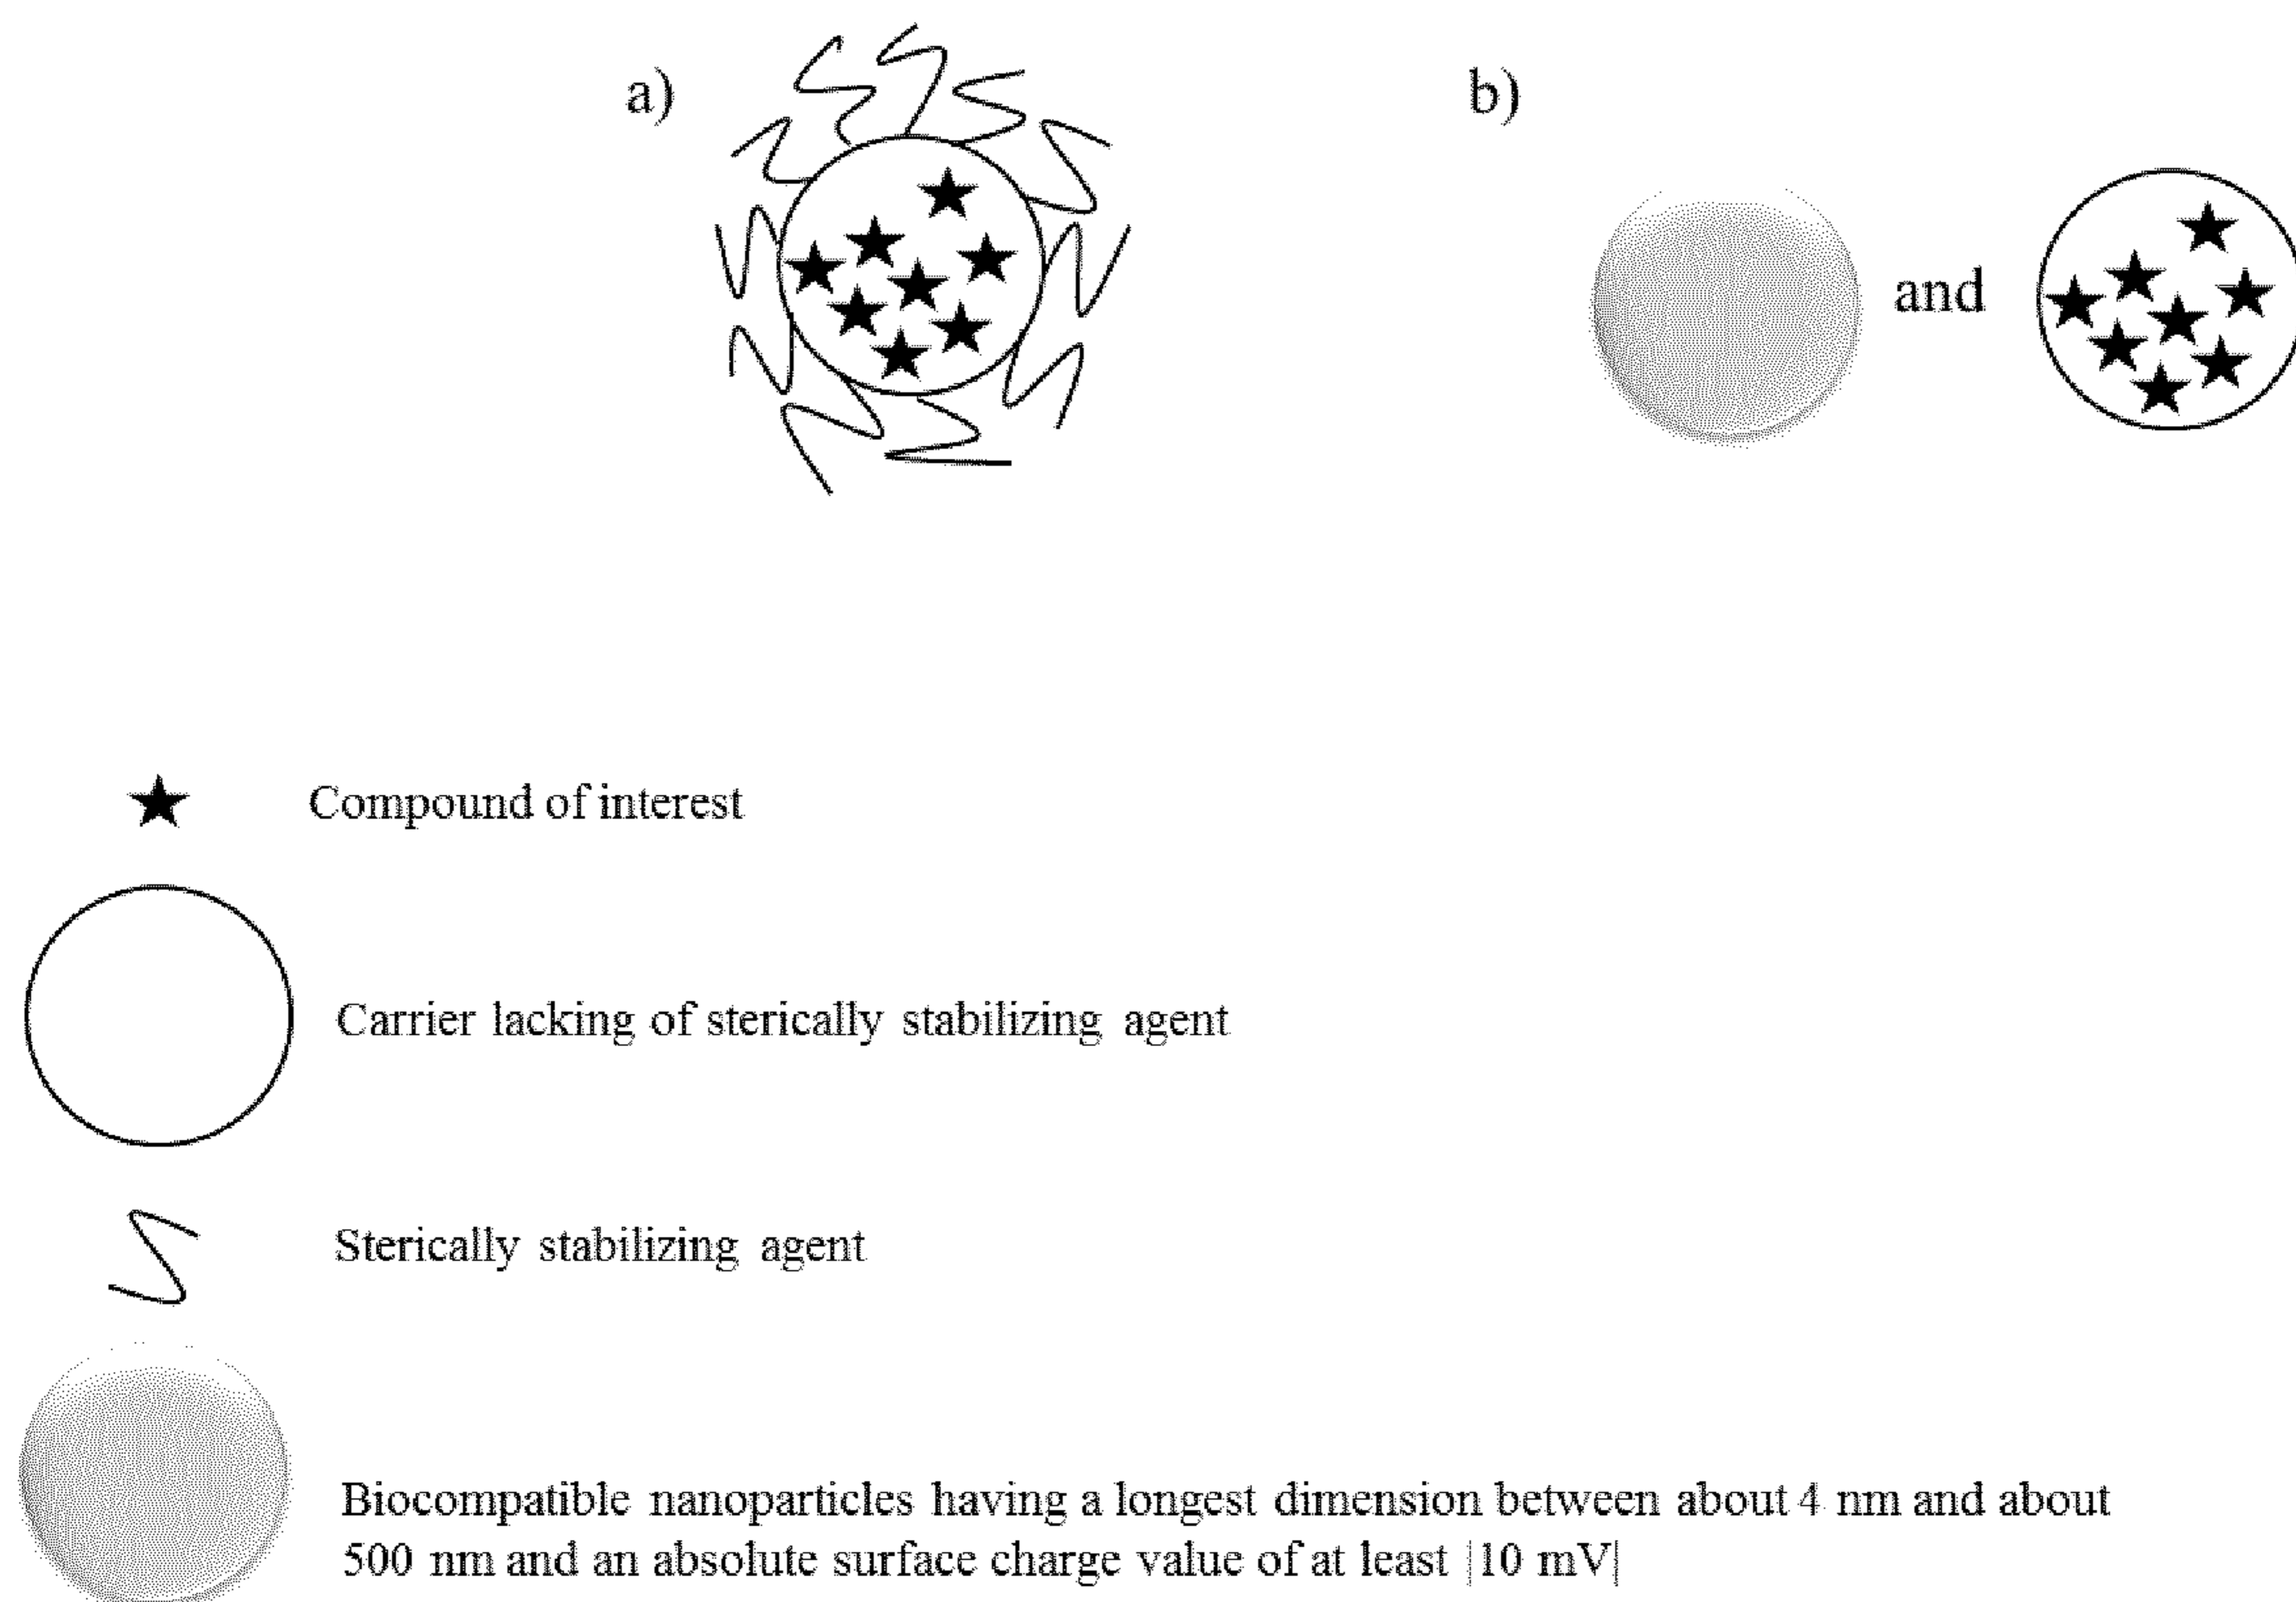 a)
b)
and
Compound of interest
Carrier lacking of sterically stabilizing agent
Sterically stabilizing agent
Biocompatible nanoparticles having a longest dimension between about 4 nm and about
500 nm and an absolute surface charge value of at least |10 mV|